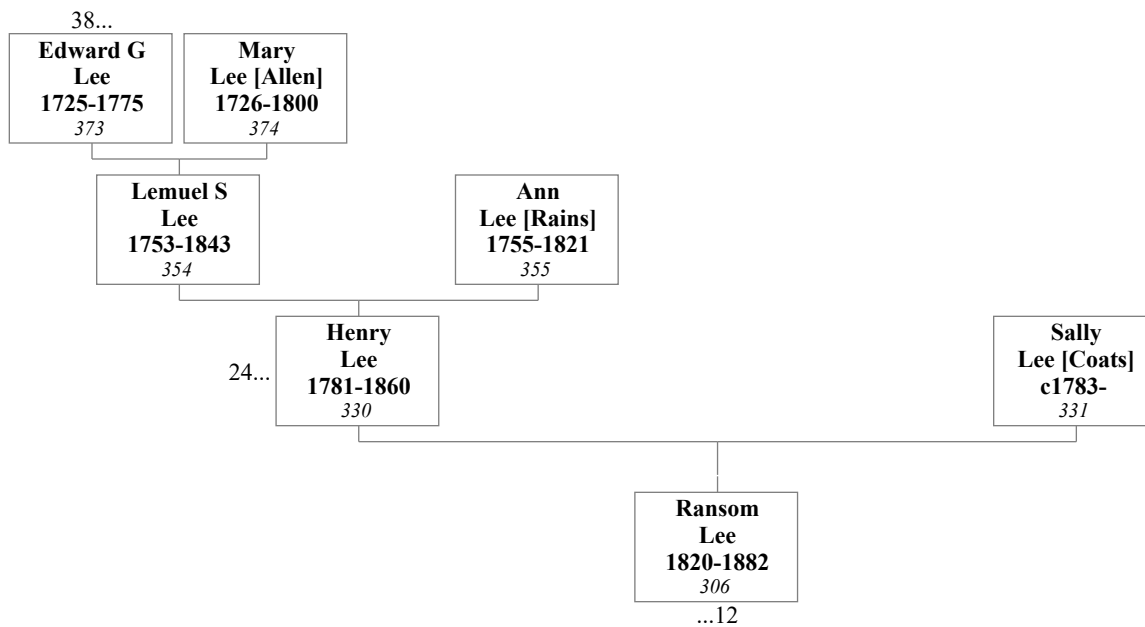 38...
Edward G
Lee
1725-1775
373
Mary
Lee [Allen]
1726-1800
374
Lemuel S
Lee
1753-1843
354
Ann
Lee [Rains]
1755-1821
355
24...
Henry
Lee
1781-1860
330
Sally
Lee [Coats]
c1783-
331
Ransom
Lee
1820-1882
306
...12